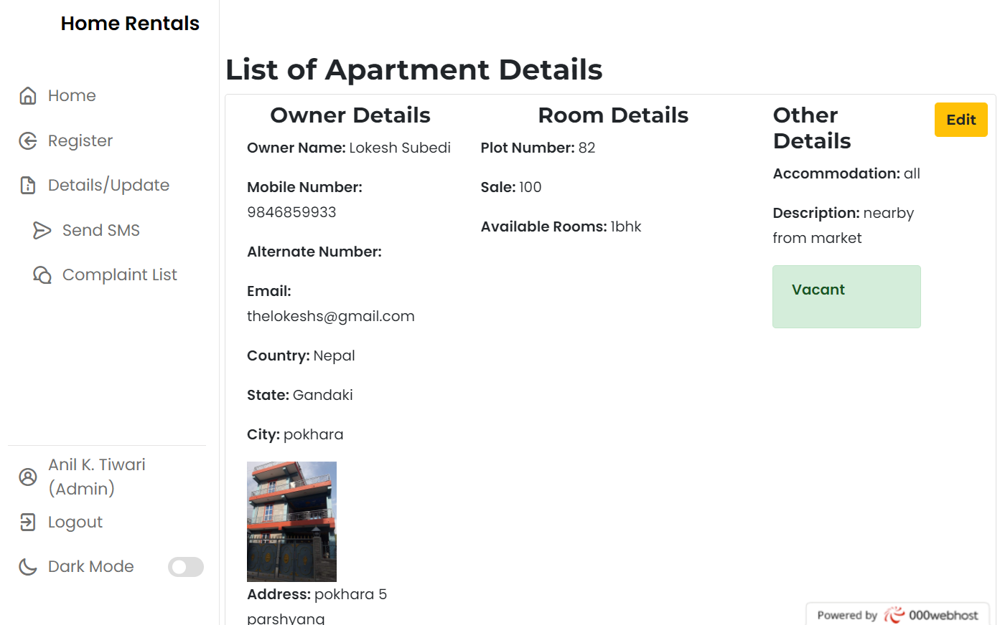 Home Rentals
Home
Register
Details/Update
Send SMS
Complaint List
Anil K. Tiwari
(Admin)
Logout
Dark Mode
List of Apartment Details
Owner Details
Owner Name: Lokesh Subedi
Mobile Number:
9846859933
Alternate Number:
Email:
thelokeshs@gmail.com
Country: Nepal
State: Gandaki
City: pokhara
Address: pokhara 5
parshyang
Room Details
Plot Number: 82
Sale: 100
Available Rooms: 1bhk
Other
Details
Accommodation: all
Description: nearby
from market
Vacant
Edit
Powered by 000webhost